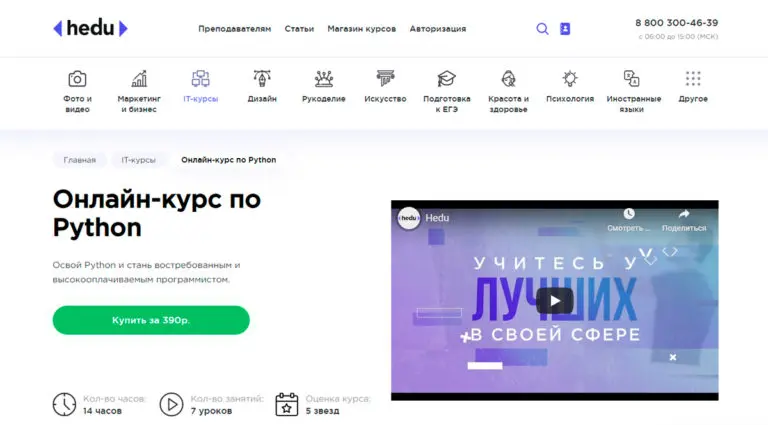 hedu
Преподавателям Статьи Магазин курсов Авторизация
8 800 300-46-39
с 06:00 до 15:00 (МСК)
Фото и видео
Маркетинг и бизнес
IT-курсы
Дизайн
Рукоделие
Искусство
Подготовка к ЕГЭ
Красота и здоровье
Психология
Иностранные языки
Другое
Главная IT-курсы Онлайн-курс по Python
Онлайн-курс по
Python
Освой Python и стань востребованным и
высокооплачиваемым программистом.
Купить за 390р.
Кол-во часов:
14 часов
Кол-во занятий:
7 уроков
Оценка курса:
5 звезд
hedu Hedu
Смотреть ... Поделиться
УЧИТЕСЬ У
ЛУЧШИХ
В СВОЕЙ СФЕРЕ